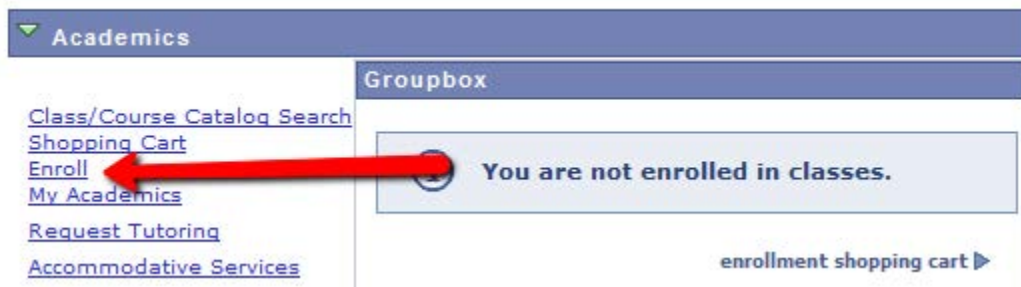 Academics
Groupbox
Class/Course Catalog Search
Shopping Cart
Enroll
My Academics
Request Tutoring
Accommodative Services
You are not enrolled in classes.
enrollment shopping cart